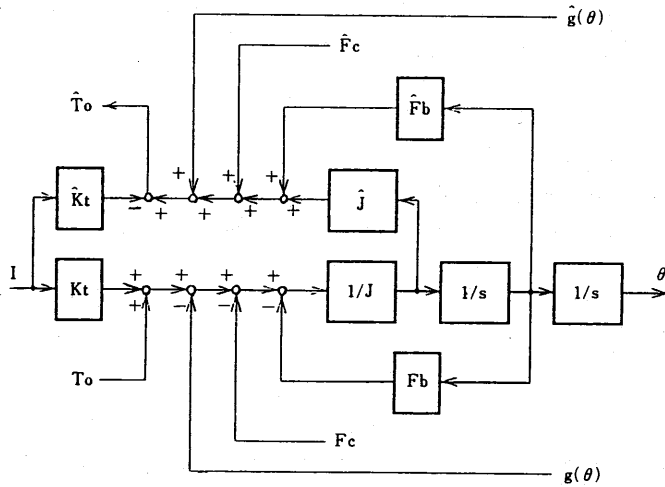 ĝ(θ)
F̂c
T̂o
F̂b
+ + + +
K̂t
− + + + +
Ĵ
I
θ
Kt
+ + + +
+ − − −
1/J
1/s
1/s
To
Fb
Fc
g(θ)